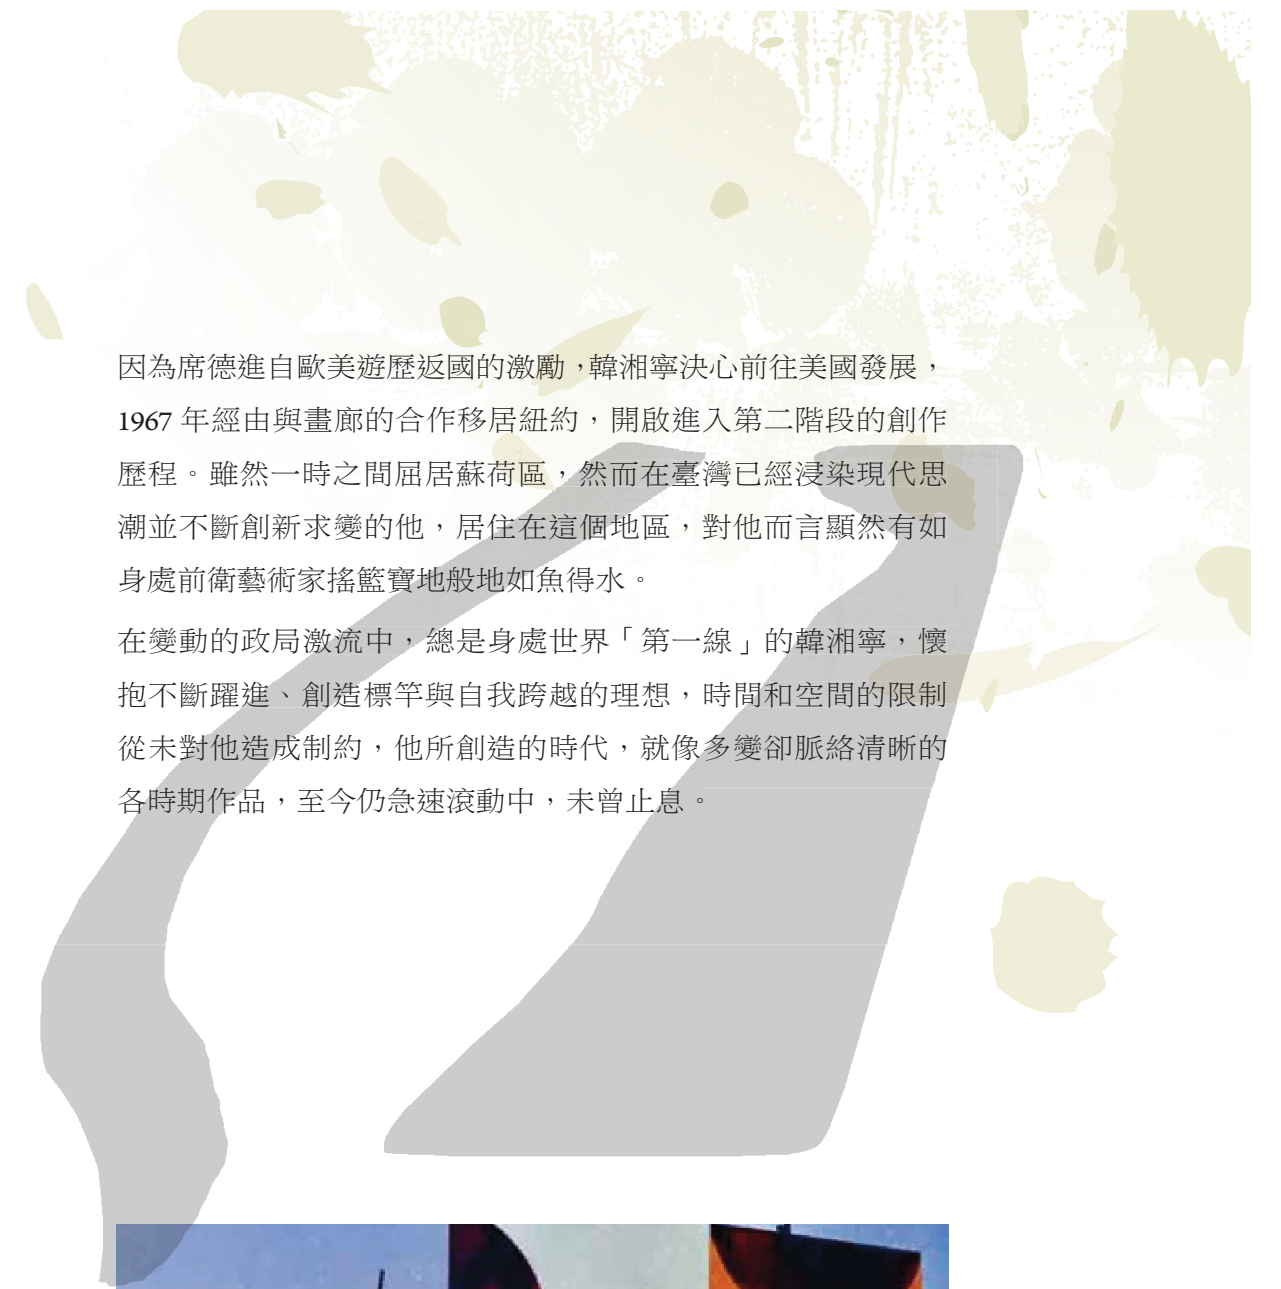 因為席德進自歐美遊歷返國的激勵，韓湘寧決心前往美國發展，
1967 年經由與畫廊的合作移居紐約，開啟進入第二階段的創作
歷程。雖然一時之間屈居蘇荷區，然而在臺灣已經浸染現代思
潮並不斷創新求變的他，居住在這個地區，對他而言顯然有如
身處前衛藝術家搖籃寶地般地如魚得水。
在變動的政局激流中，總是身處世界「第一線」的韓湘寧，懷
抱不斷躍進、創造標竿與自我跨越的理想，時間和空間的限制
從未對他造成制約，他所創造的時代，就像多變卻脈絡清晰的
各時期作品，至今仍急速滾動中，未曾止息。